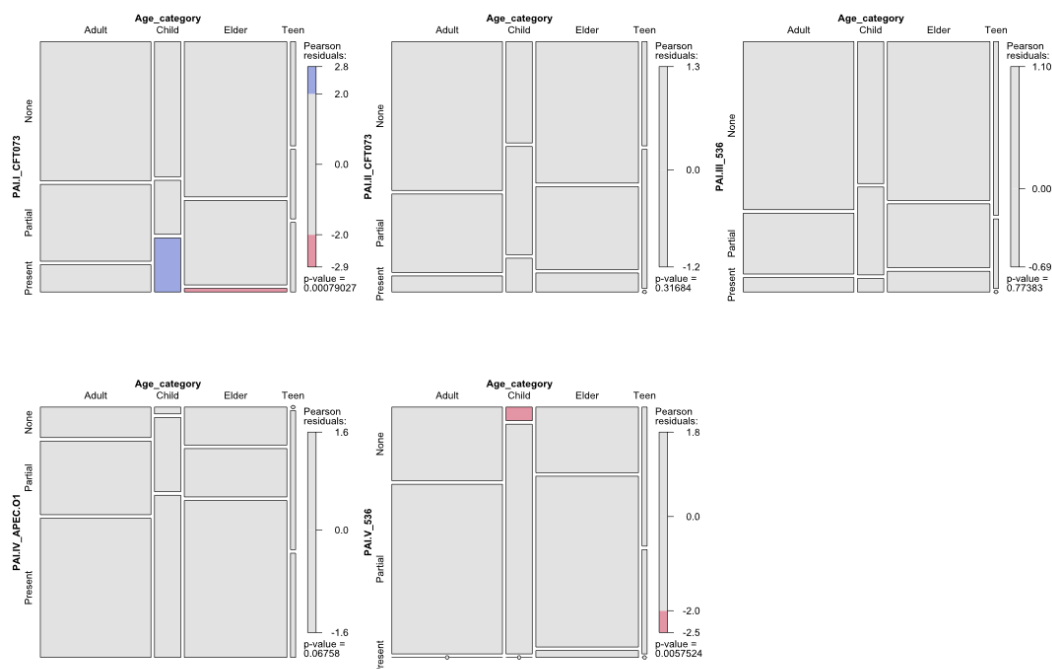 Age_category
Adult Child Elder Teen
PAI.I_CFT073
None
Partial
Present
Pearson
residuals:
2.8
2.0
0.0
-2.0
-2.9
p-value =
0.00079027
Age_category
Adult Child Elder Teen
PAI.II_CFT073
None
Partial
Present
Pearson
residuals:
1.3
0.0
-1.2
p-value =
0.31684
Age_category
Adult Child Elder Teen
PAI.III_536
None
Partial
Present
Pearson
residuals:
1.10
0.00
-0.69
p-value =
0.77383
Age_category
Adult Child Elder Teen
PAI.IV_APEC.O1
None
Partial
Present
Pearson
residuals:
1.6
0.0
-1.6
p-value =
0.06758
Age_category
Adult Child Elder Teen
PAI.V_536
None
Partial
Present
Pearson
residuals:
1.8
0.0
-2.0
-2.5
p-value =
0.0057524